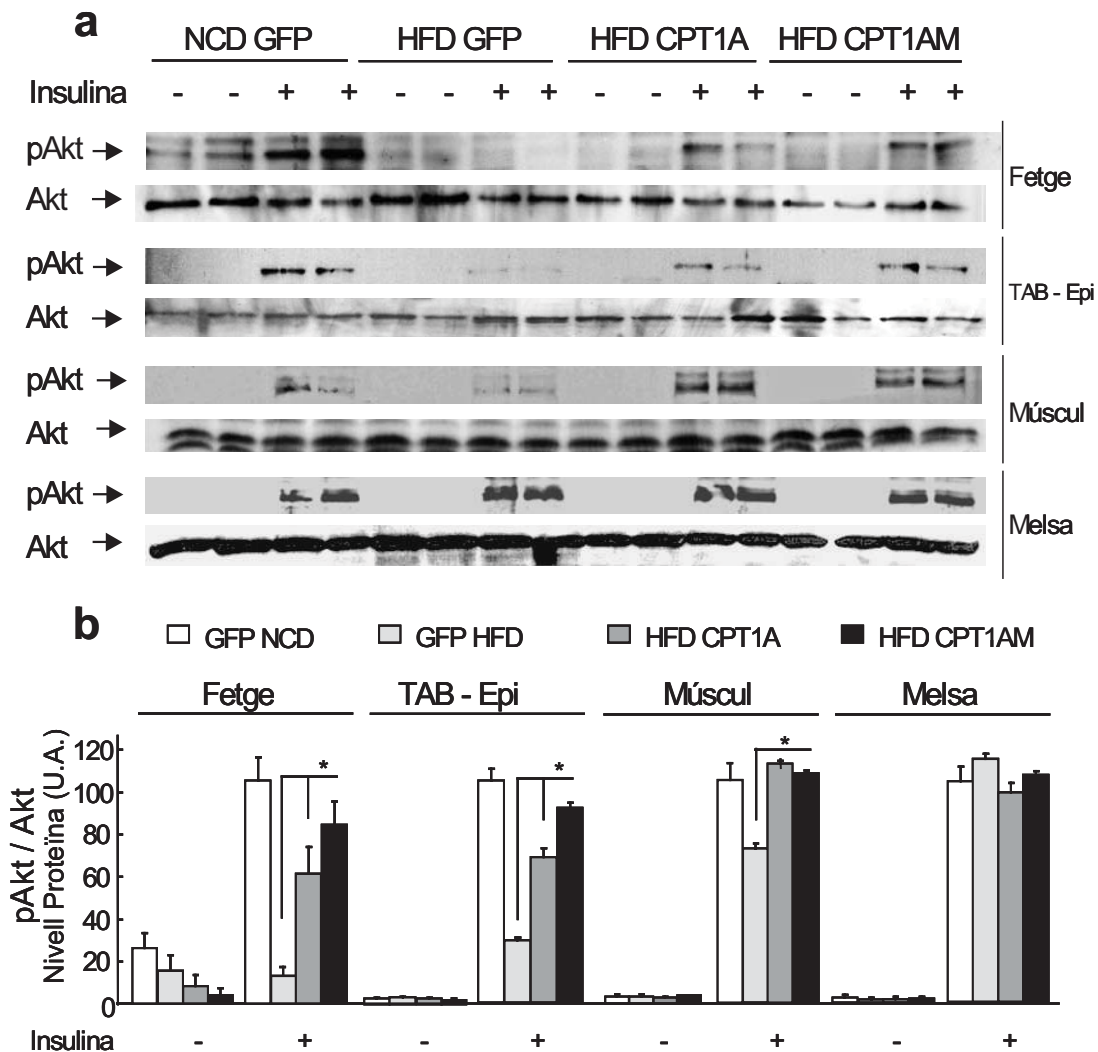 a
NCD GFP HFD GFP HFD CPT1A HFD CPT1AM
Insulina - - + + - - + + - - + + - - + +
pAkt
Akt
Fetge
pAkt
Akt
TAB - Epi
pAkt
Akt
Múscul
pAkt
Akt
Melsa
b
GFP NCD GFP HFD HFD CPT1A HFD CPT1AM
Fetge TAB - Epi Múscul Melsa
pAkt / Akt
Nivell Proteïna (U.A.)
120
100
80
60
40
20
0
* * *
Insulina - + - + - + - +